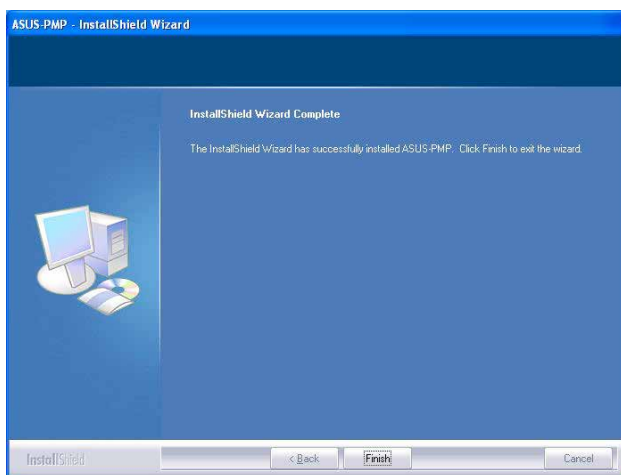 ASUS-PMP - InstallShield Wizard
InstallShield Wizard Complete
The InstallShield Wizard has successfully installed ASUS-PMP. Click Finish to exit the wizard.
InstallShield
< Back Finish Cancel